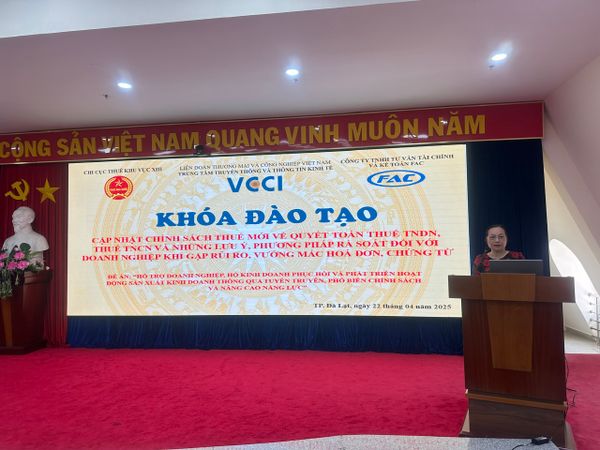 CỘNG SẢN VIỆT NAM QUANG VINH MUÔN NĂM
CHI CỤC THUẾ KHU VỰC XIII
LIÊN ĐOÀN THƯƠNG MẠI VÀ CÔNG NGHIỆP VIỆT NAM
TRUNG TÂM TRUYỀN THÔNG VÀ THÔNG TIN KINH TẾ
CÔNG TY TNHH TƯ VẤN TÀI CHÍNH
VÀ KẾ TOÁN FAC
VCCI
FAC
KHÓA ĐÀO TẠO
CẬP NHẬT CHÍNH SÁCH THUẾ MỚI VỀ QUYẾT TOÁN THUẾ TNDN,
THUẾ TNCN VÀ NHỮNG LƯU Ý, PHƯƠNG PHÁP RÀ SOÁT ĐỐI VỚI
DOANH NGHIỆP KHI GẶP RỦI RO, VƯỚNG MẮC HOÁ ĐƠN, CHỨNG TỪ
ĐỀ ÁN: "HỖ TRỢ DOANH NGHIỆP, HỘ KINH DOANH PHỤC HỒI VÀ PHÁT TRIỂN HOẠT
ĐỘNG SẢN XUẤT KINH DOANH THÔNG QUA TUYÊN TRUYỀN, PHỔ BIẾN CHÍNH SÁCH
VÀ NÂNG CAO NĂNG LỰC"
TP. Đà Lạt, ngày 22 tháng 04 năm 2025